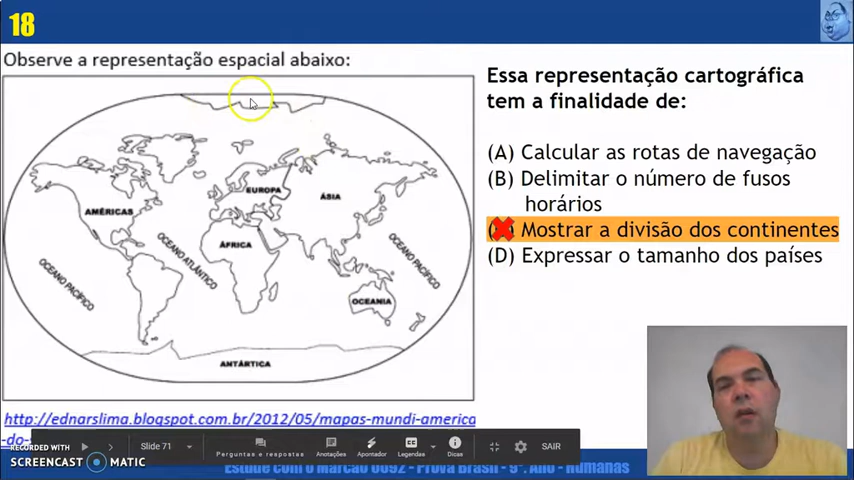 18
Observe a representação espacial abaixo:
AMÉRICAS
EUROPA
ÁSIA
ÁFRICA
OCEANO ATLÂNTICO
OCEANO PACÍFICO
OCEANO PACÍFICO
OCEANIA
ANTÁRTICA
http://ednarslima.blogspot.com.br/2012/05/mapas-mundi-america
-do-
Essa representação cartográfica
tem a finalidade de:
(A) Calcular as rotas de navegação
(B) Delimitar o número de fusos
horários
Mostrar a divisão dos continentes
(D) Expressar o tamanho dos países
Slide 71
Perguntas e respostas
Anotações
Apontador
Legendas
Dicas
SAIR
RECORDED WITH
SCREENCAST MATIC
Estude com o Marcão 0092 - Prova Brasil - 9º. Ano - Humanas